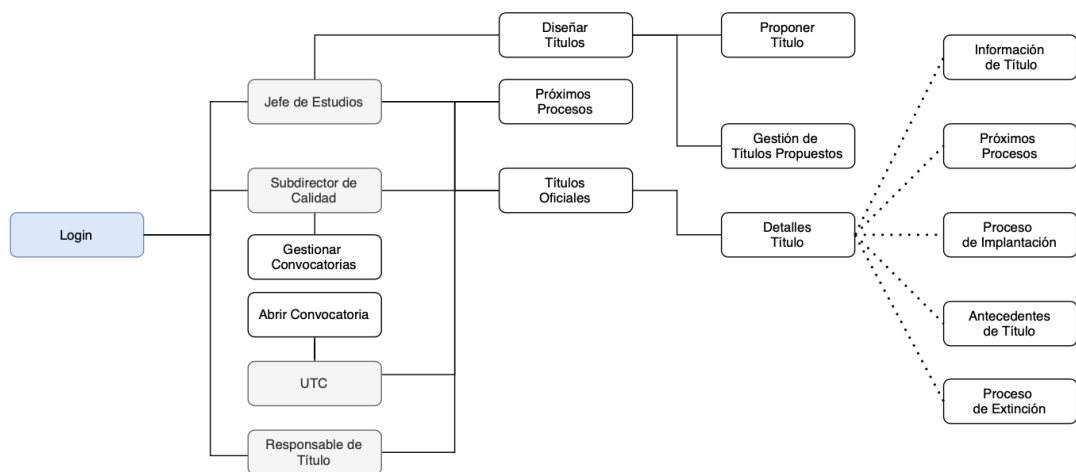 Login
Jefe de Estudios
Subdirector de
Calidad
Gestionar
Convocatorias
Abrir Convocatoria
UTC
Responsable de
Título
Diseñar
Títulos
Próximos
Procesos
Títulos
Oficiales
Proponer
Título
Gestión de
Títulos Propuestos
Detalles
Título
Información
de Título
Próximos
Procesos
Proceso
de Implantación
Antecedentes
de Título
Proceso
de Extinción